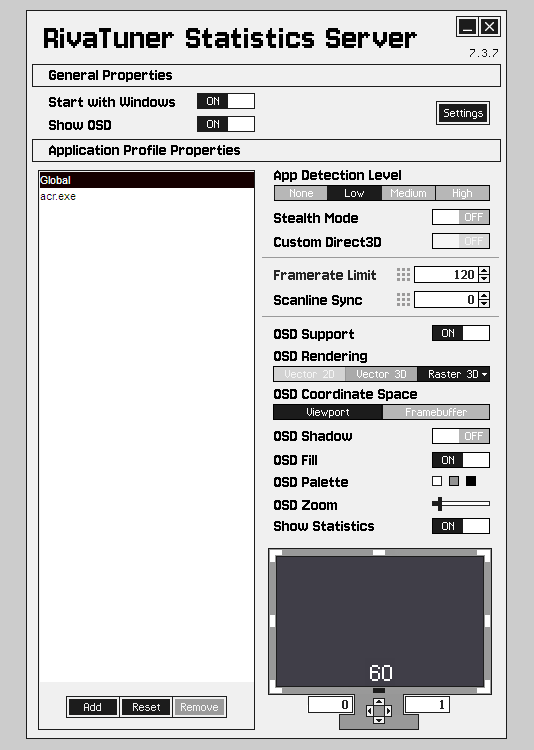 RivaTuner Statistics Server
7.3.7
General Properties
Start with Windows ON
Show OSD ON
Settings
Application Profile Properties
Global
acr.exe
Add Reset Remove
App Detection Level
None Low Medium High
Stealth Mode OFF
Custom Direct3D OFF
Framerate Limit 120
Scanline Sync 0
OSD Support ON
OSD Rendering
Vector 2D Vector 3D Raster 3D
OSD Coordinate Space
Viewport Framebuffer
OSD Shadow OFF
OSD Fill ON
OSD Palette
OSD Zoom
Show Statistics ON
60
0 1